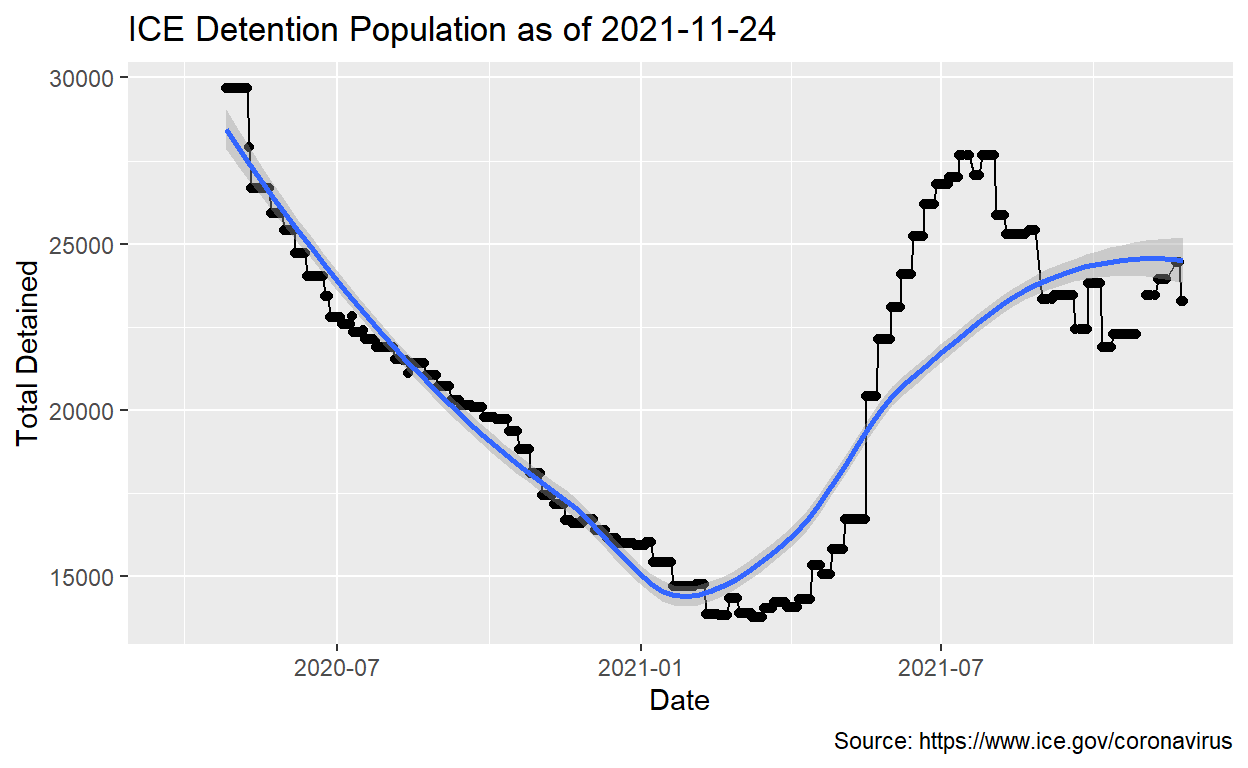 ICE Detention Population as of 2021-11-24
30000
25000
20000
15000
Total Detained
2020-07 2021-01 2021-07
Date
Source: https://www.ice.gov/coronavirus